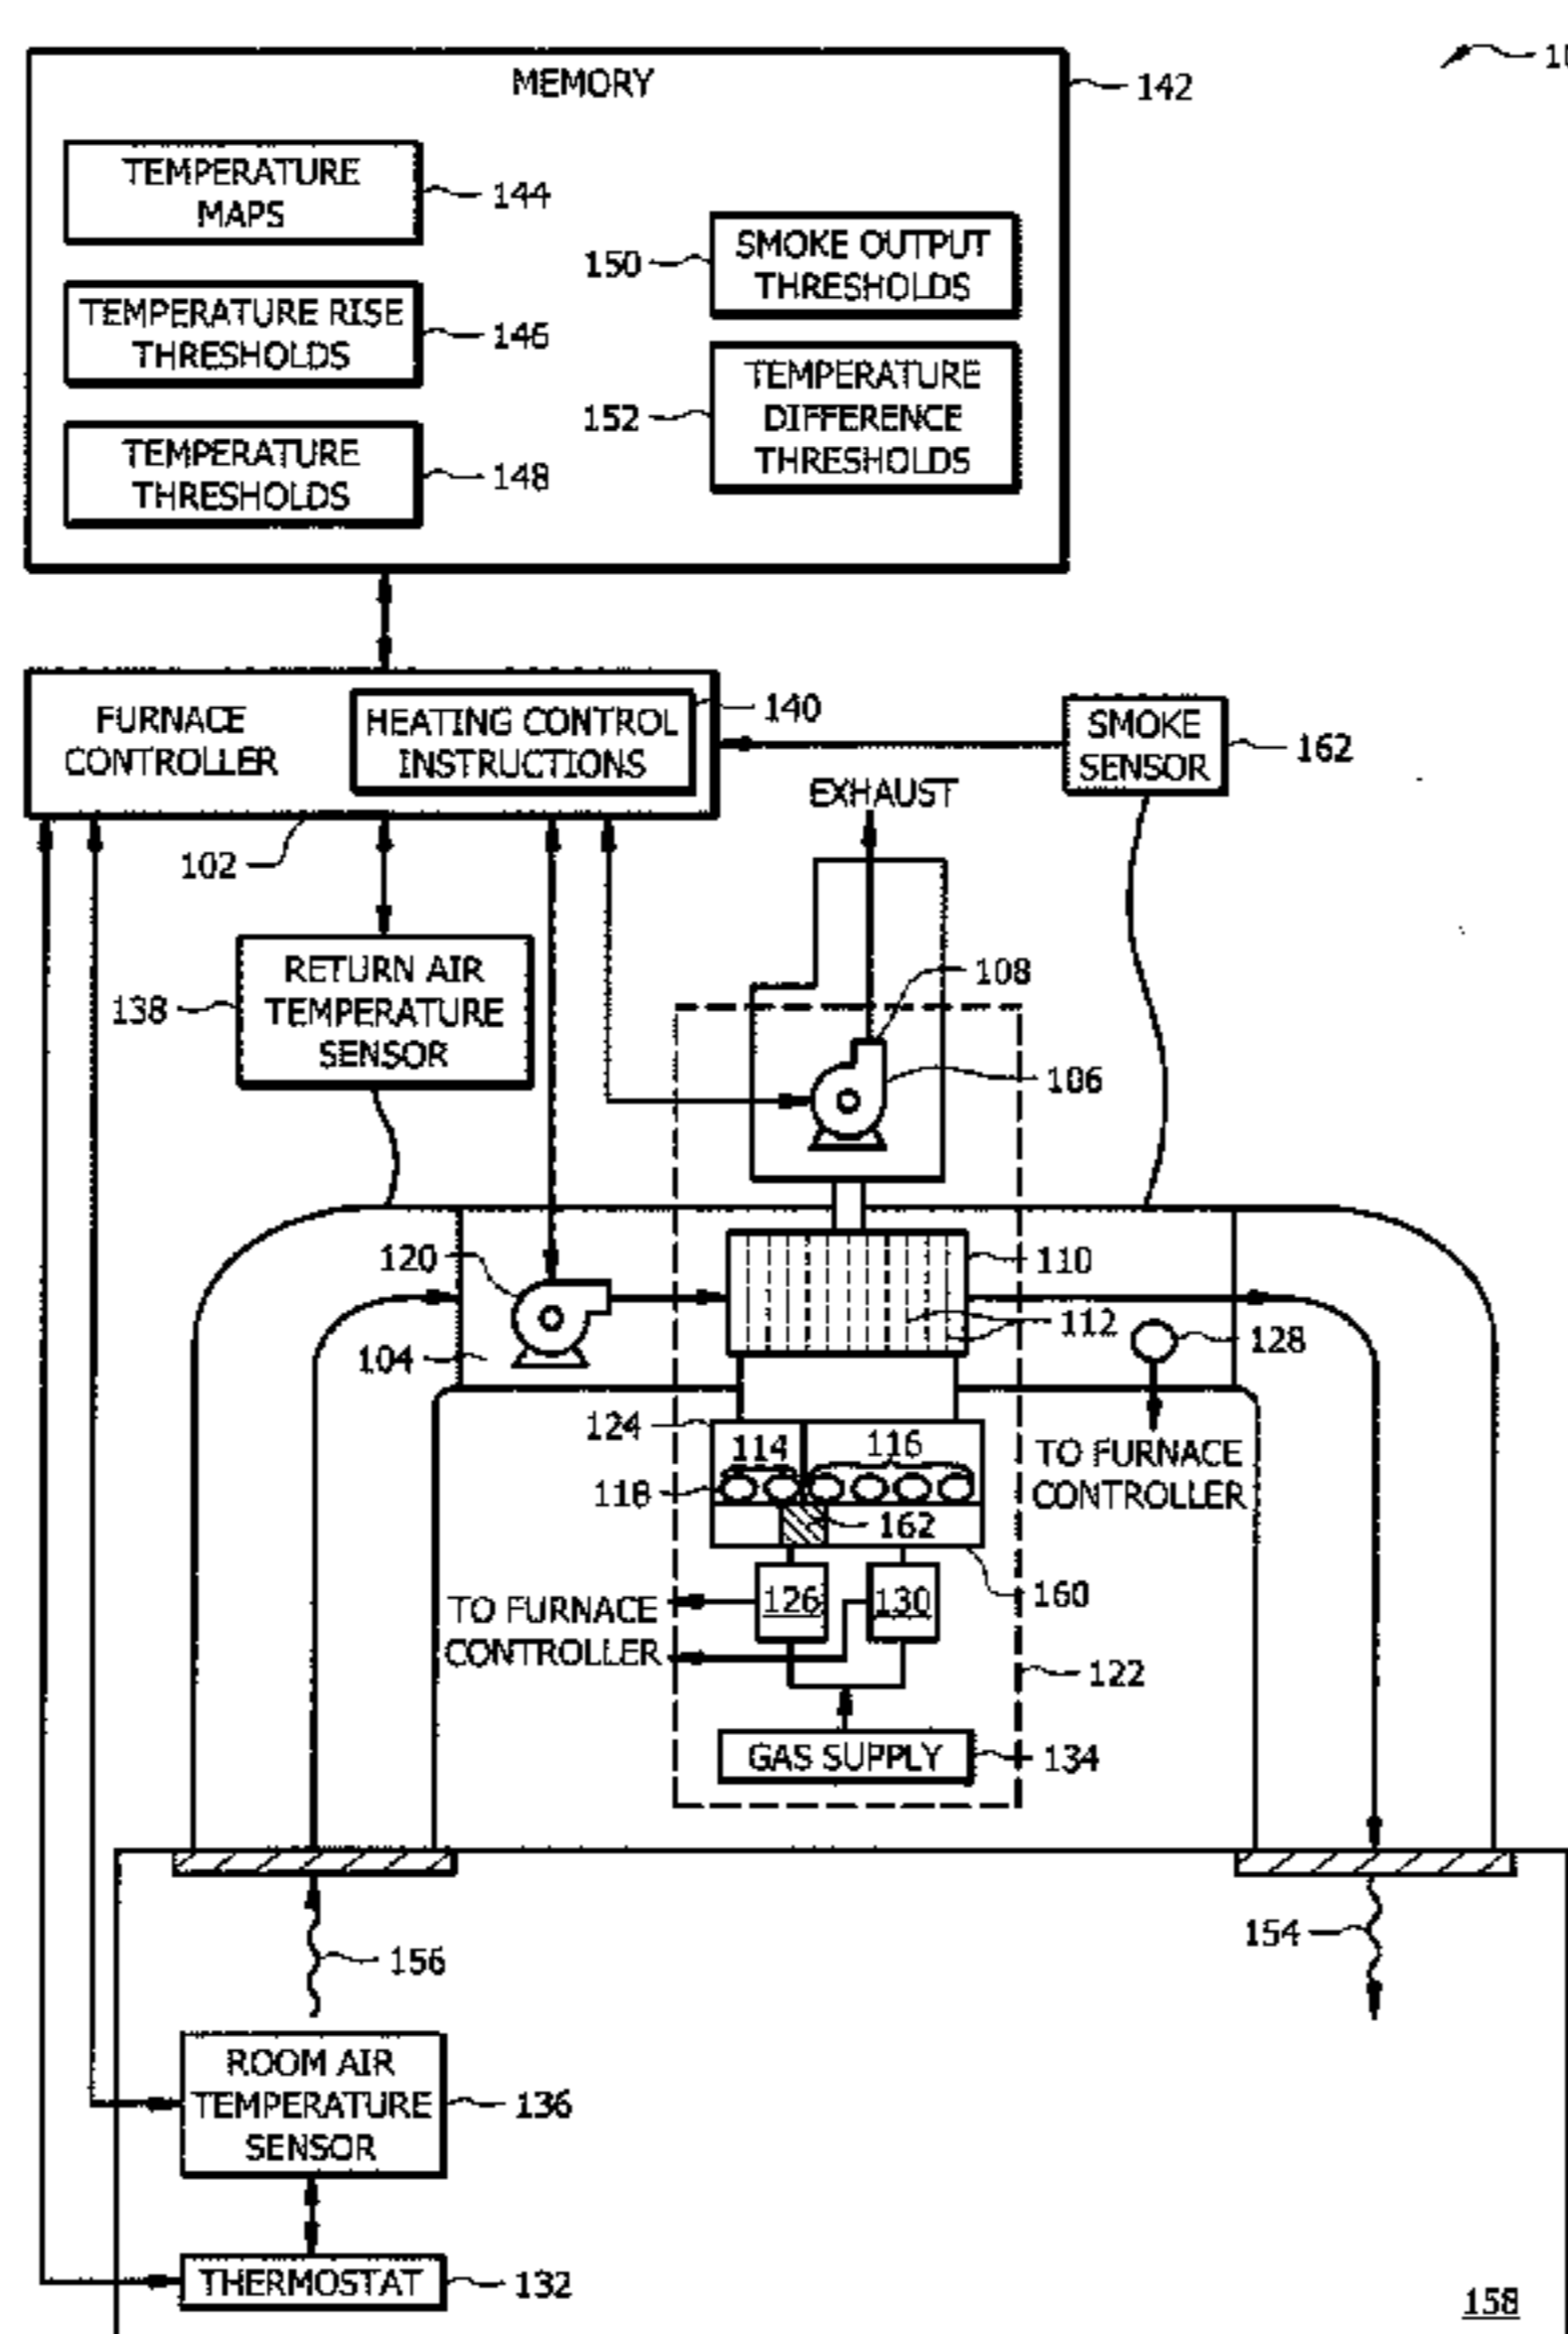 MEMORY
142
TEMPERATURE
MAPS
144
TEMPERATURE RISE
THRESHOLDS
146
TEMPERATURE
THRESHOLDS
148
150
SMOKE OUTPUT
THRESHOLDS
152
TEMPERATURE
DIFFERENCE
THRESHOLDS
FURNACE
CONTROLLER
HEATING CONTROL
INSTRUCTIONS
140
SMOKE
SENSOR
162
EXHAUST
102
138
RETURN AIR
TEMPERATURE
SENSOR
108
106
120
110
104
112
128
124
114
116
118
162
TO FURNACE
CONTROLLER
126
130
160
TO FURNACE
CONTROLLER
122
GAS SUPPLY
134
156
154
ROOM AIR
TEMPERATURE
SENSOR
136
THERMOSTAT
132
158